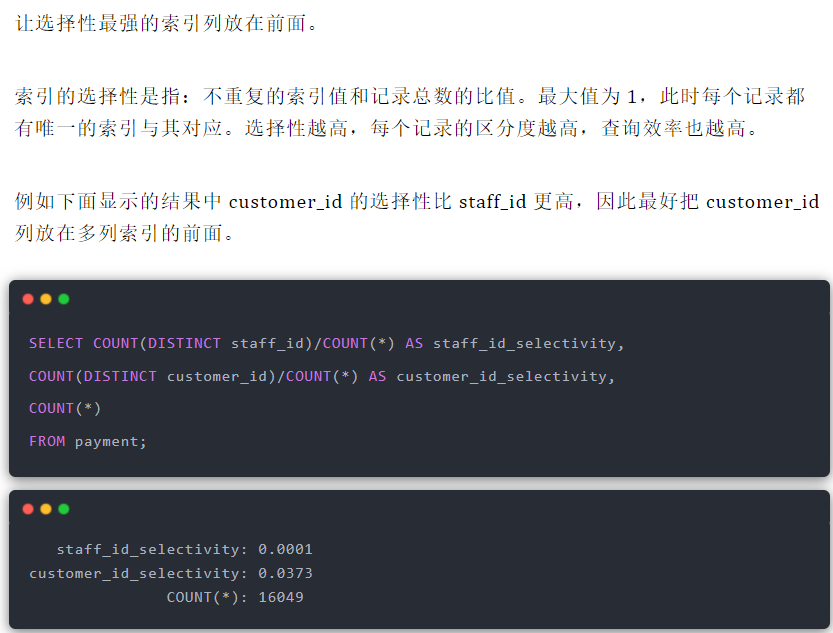 让选择性最强的索引列放在前面。
索引的选择性是指：不重复的索引值和记录总数的比值。最大值为 1，此时每个记录都
有唯一的索引与其对应。选择性越高，每个记录的区分度越高，查询效率也越高。
例如下面显示的结果中 customer_id 的选择性比 staff_id 更高，因此最好把 customer_id
列放在多列索引的前面。
SELECT COUNT(DISTINCT staff_id)/COUNT(*) AS staff_id_selectivity,
COUNT(DISTINCT customer_id)/COUNT(*) AS customer_id_selectivity,
COUNT(*)
FROM payment;
staff_id_selectivity: 0.0001
customer_id_selectivity: 0.0373
COUNT(*): 16049